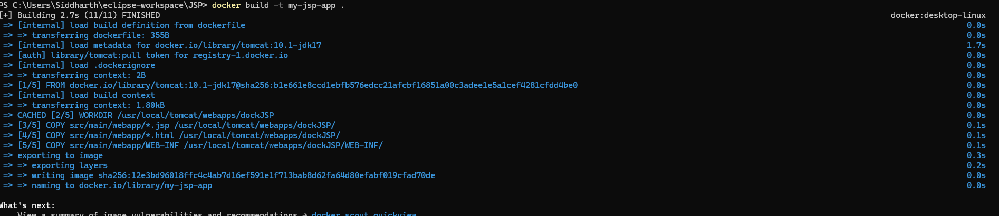 PS C:\Users\Siddharth\eclipse-workspace\JSP> docker build -t my-jsp-app .
[+] Building 2.7s (11/11) FINISHED docker:desktop-linux
=> [internal] load build definition from dockerfile 0.0s
=> => transferring dockerfile: 355B 0.0s
=> [internal] load metadata for docker.io/library/tomcat:10.1-jdk17 1.7s
=> [auth] library/tomcat:pull token for registry-1.docker.io 0.0s
=> [internal] load .dockerignore 0.0s
=> => transferring context: 2B 0.0s
=> [1/5] FROM docker.io/library/tomcat:10.1-jdk17@sha256:b1e661e8ccd1ebfb576edcc21afcbf16851a00c3adee1e5a1cef4281cfdd4be0 0.0s
=> [internal] load build context 0.0s
=> => transferring context: 1.80kB 0.0s
=> CACHED [2/5] WORKDIR /usr/local/tomcat/webapps/dockJSP 0.0s
=> [3/5] COPY src/main/webapp/*.jsp /usr/local/tomcat/webapps/dockJSP/ 0.1s
=> [4/5] COPY src/main/webapp/*.html /usr/local/tomcat/webapps/dockJSP/ 0.1s
=> [5/5] COPY src/main/webapp/WEB-INF /usr/local/tomcat/webapps/dockJSP/WEB-INF/ 0.1s
=> exporting to image 0.3s
=> => exporting layers 0.2s
=> => writing image sha256:12e3bd96018ffc4c4ab7d16ef591e1f713bab8d62fa64d80efabf019cfad70de 0.0s
=> => naming to docker.io/library/my-jsp-app 0.0s
What's next:
View a summary of image vulnerabilities and recommendations → docker scout quickview